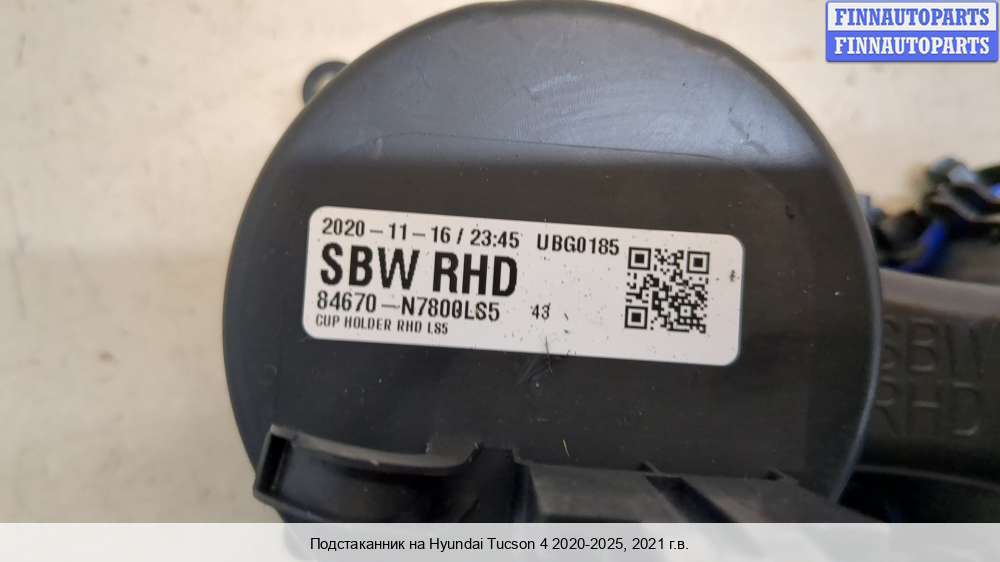 FINNAUTOPARTS
FINNAUTOPARTS
2020-11-16 / 23:45 UBG0185
SBW RHD
84670-N7800LS5 43
CUP HOLDER RHD LS5
SBW
RHD
Подстаканник на Hyundai Tucson 4 2020-2025, 2021 г.в.